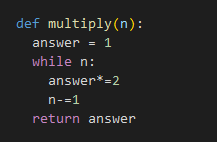 def multiply(n):
  answer = 1
  while n:
    answer*=2
    n-=1
  return answer